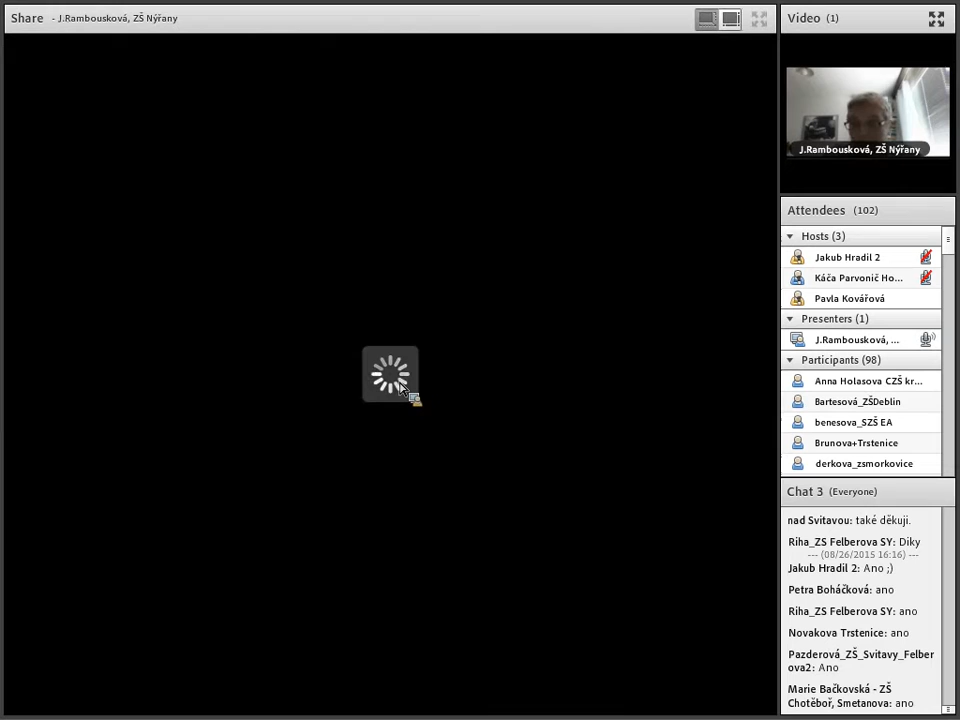 Share - J.Rambousková, ZŠ Nýřany
Video (1)
J.Rambousková, ZŠ Nýřany
Attendees (102)
Hosts (3)
Jakub Hradil 2
Káča Parvonič Ho...
Pavla Kovářová
Presenters (1)
J.Rambousková, ...
Participants (98)
Anna Holasova CZŠ kr...
Bartesová_ZŠDeblin
benesova_SZŠ EA
Brunova+Trstenice
derkova_zsmorkovice
Chat 3 (Everyone)
nad Svitavou: také děkuji.
Riha_ZS Felberova SY: Diky
--- (08/26/2015 16:16) ---
Jakub Hradil 2: Ano ;)
Petra Boháčková: ano
Riha_ZS Felberova SY: ano
Novakova Trstenice: ano
Pazderová_ZŠ_Svitavy_Felber
ova2: Ano
Marie Bačkovská - ZŠ
Chotěboř, Smetanova: ano